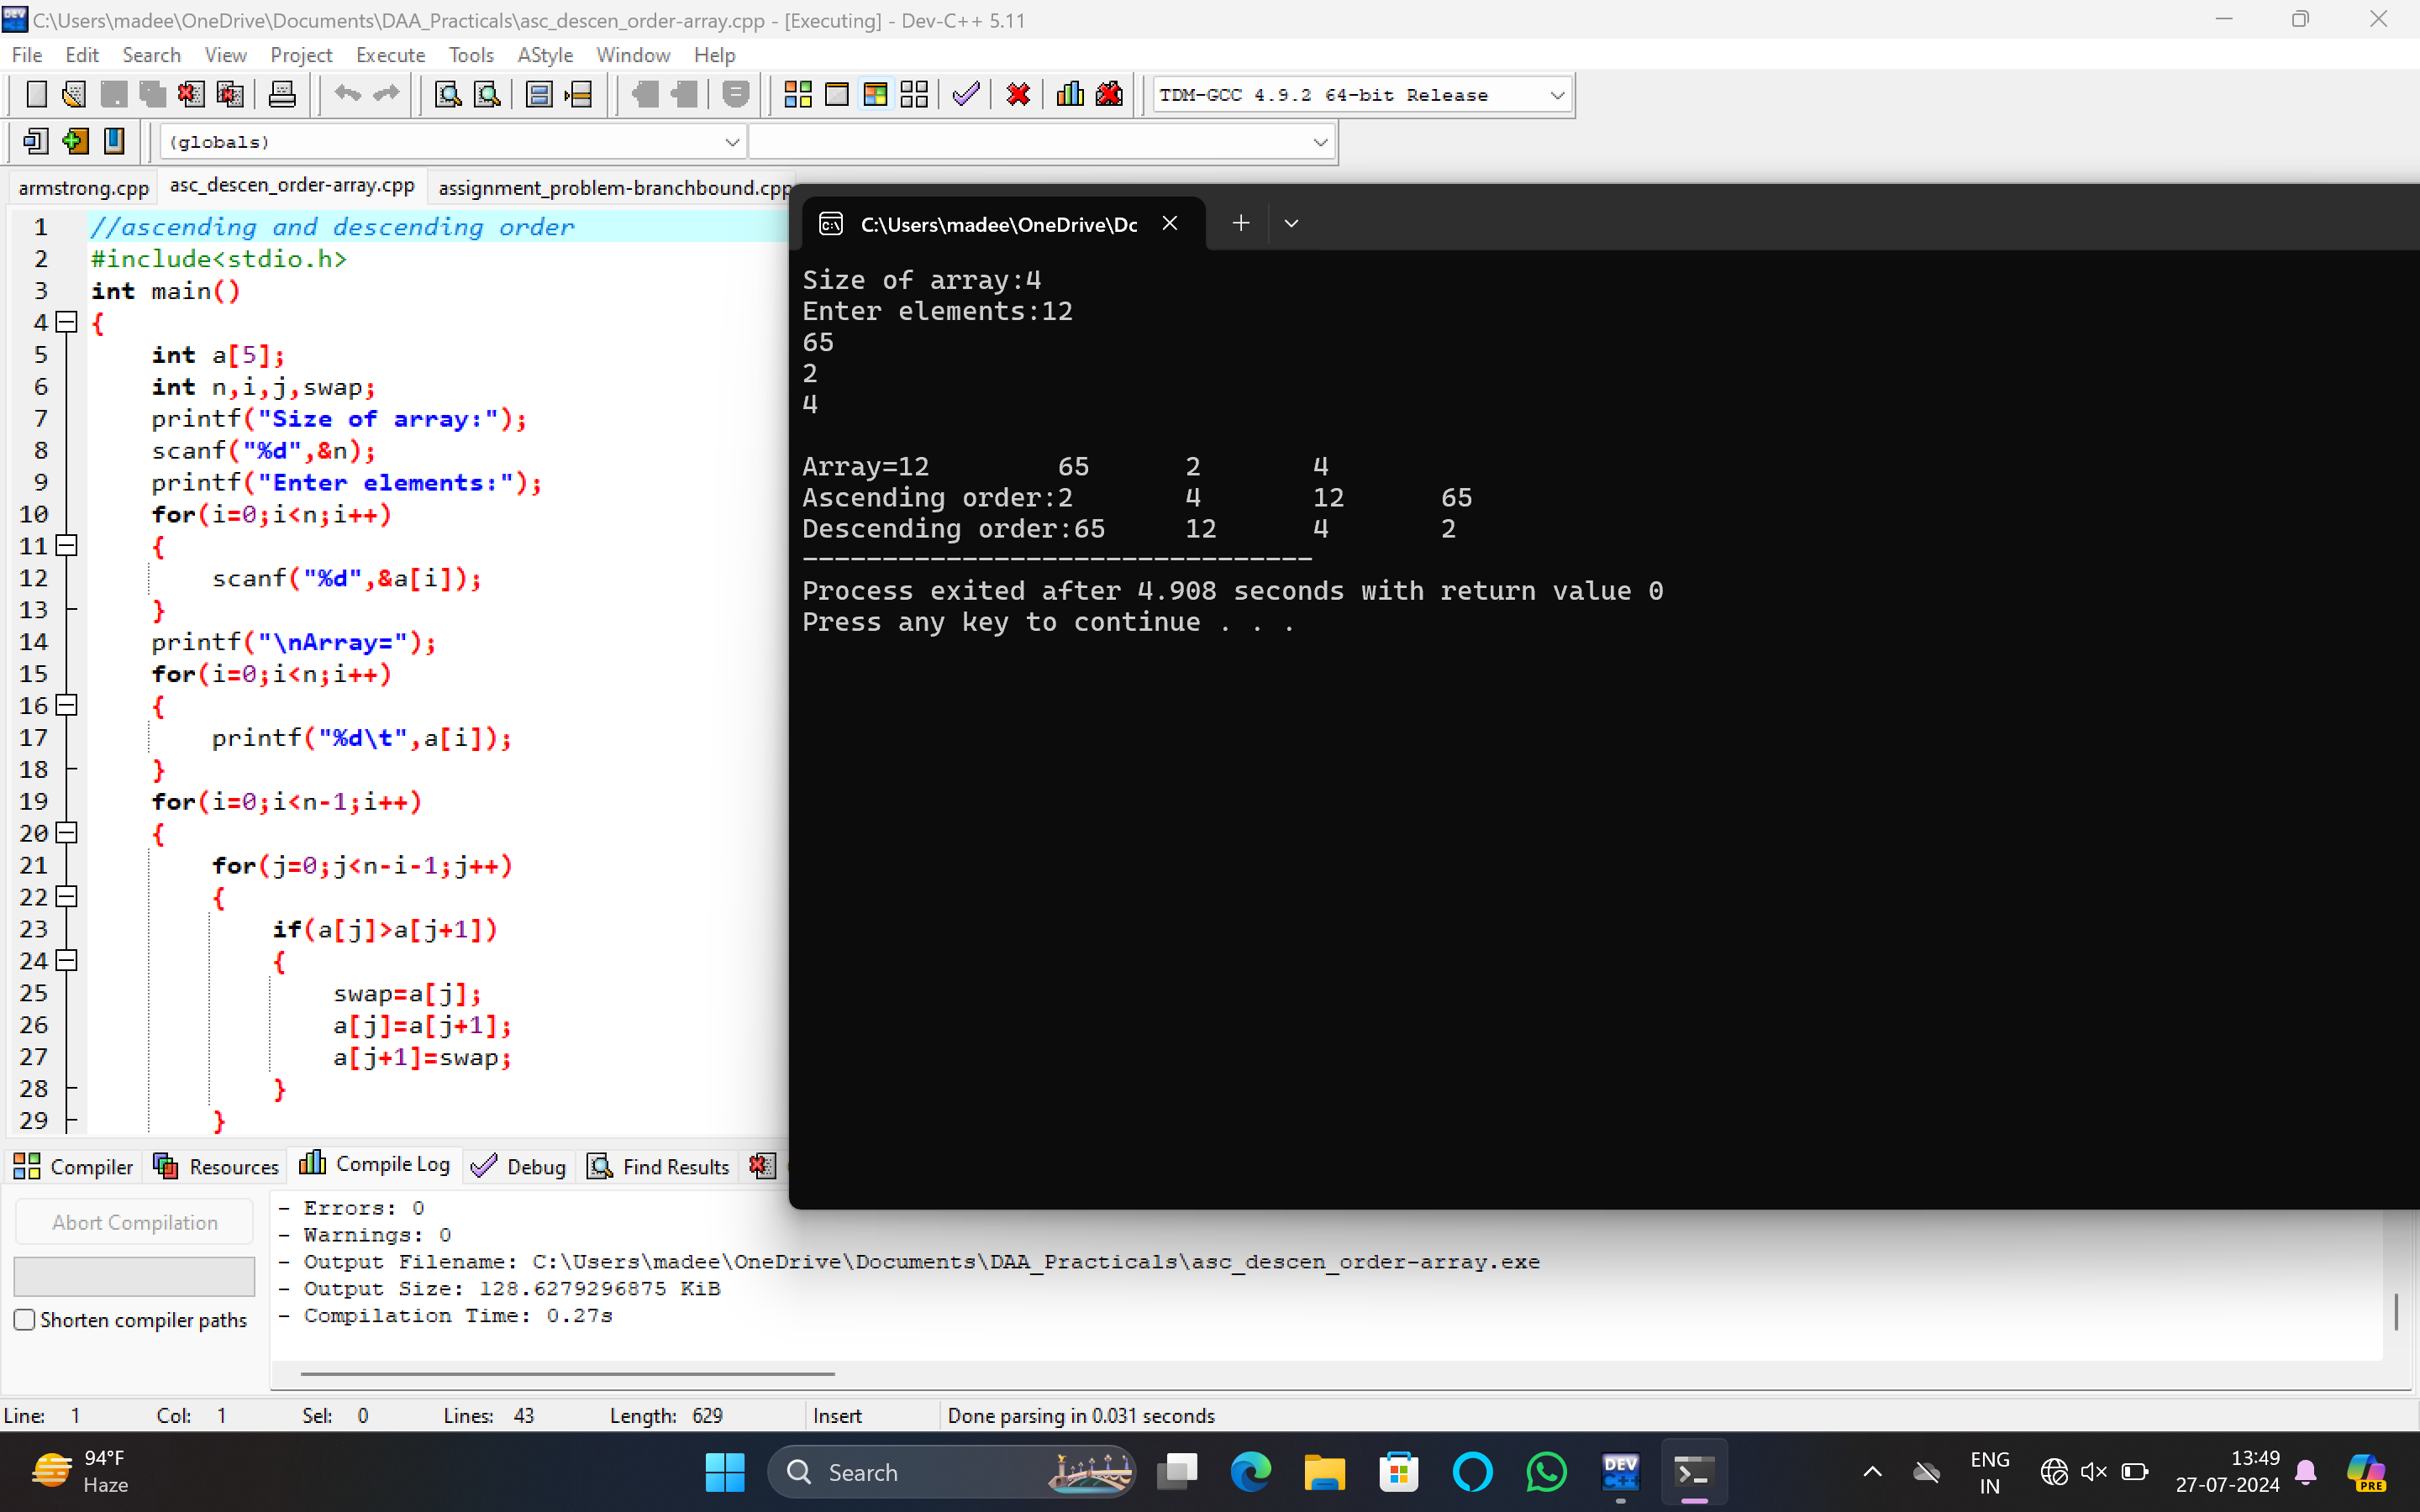 C:\Users\madee\OneDrive\Documents\DAA_Practicals\asc_descen_order-array.cpp - [Executing] - Dev-C++ 5.11
File Edit Search View Project Execute Tools AStyle Window Help
TDM-GCC 4.9.2 64-bit Release
(globals)
armstrong.cpp asc_descen_order-array.cpp assignment_problem-branchbound.cpp
1 //ascending and descending order
2 #include<stdio.h>
3 int main()
4 {
5 int a[5];
6 int n,i,j,swap;
7 printf("Size of array:");
8 scanf("%d",&n);
9 printf("Enter elements:");
10 for(i=0;i<n;i++)
11 {
12 scanf("%d",&a[i]);
13 }
14 printf("\nArray=");
15 for(i=0;i<n;i++)
16 {
17 printf("%d\t",a[i]);
18 }
19 for(i=0;i<n-1;i++)
20 {
21 for(j=0;j<n-i-1;j++)
22 {
23 if(a[j]>a[j+1])
24 {
25 swap=a[j];
26 a[j]=a[j+1];
27 a[j+1]=swap;
28 }
29 }
C:\Users\madee\OneDrive\Dc
Size of array:4
Enter elements:12
65
2
4
Array=12 65 2 4
Ascending order:2 4 12 65
Descending order:65 12 4 2
--------------------------------
Process exited after 4.908 seconds with return value 0
Press any key to continue . . .
Compiler Resources Compile Log Debug Find Results
Abort Compilation
Shorten compiler paths
- Errors: 0
- Warnings: 0
- Output Filename: C:\Users\madee\OneDrive\Documents\DAA_Practicals\asc_descen_order-array.exe
- Output Size: 128.6279296875 KiB
- Compilation Time: 0.27s
Line: 1 Col: 1 Sel: 0 Lines: 43 Length: 629 Insert Done parsing in 0.031 seconds
94°F
Haze
Search
DEV
C++
ENG
IN
13:49
27-07-2024
PRE